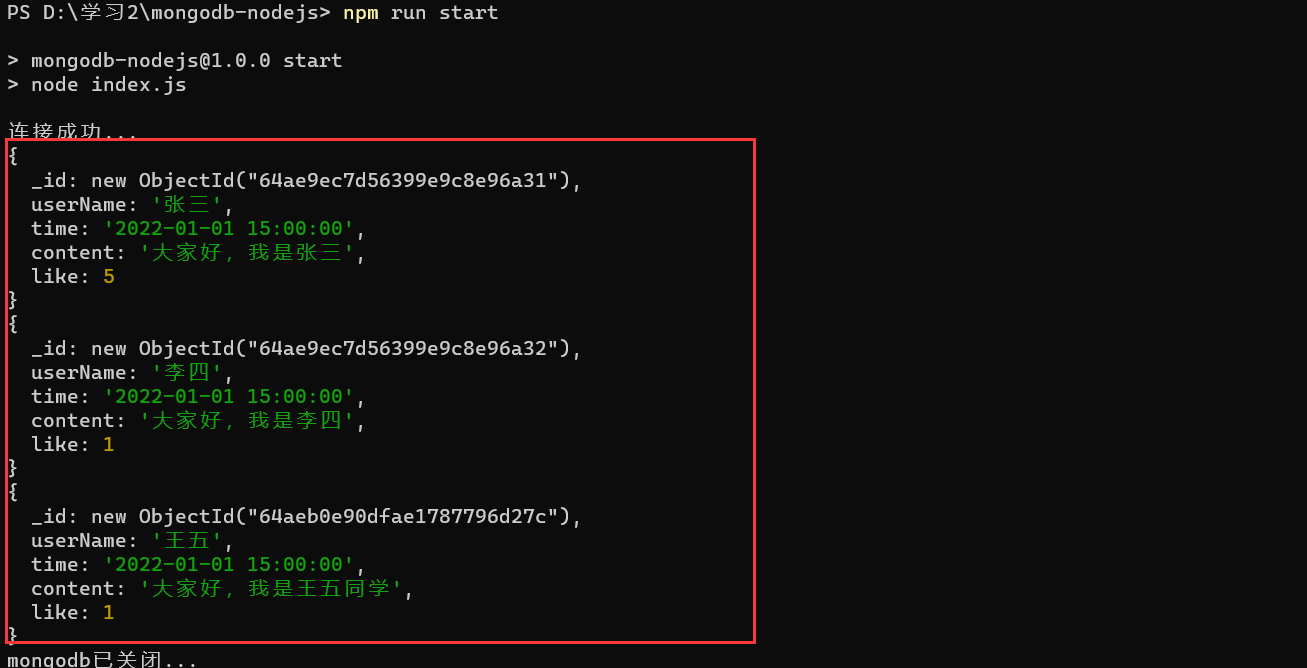 PS D:\学习2\mongodb-nodejs> npm run start
> mongodb-nodejs@1.0.0 start
> node index.js
连接成功...
{
  _id: new ObjectId("64ae9ec7d56399e9c8e96a31"),
  userName: '张三',
  time: '2022-01-01 15:00:00',
  content: '大家好，我是张三',
  like: 5
}
{
  _id: new ObjectId("64ae9ec7d56399e9c8e96a32"),
  userName: '李四',
  time: '2022-01-01 15:00:00',
  content: '大家好，我是李四',
  like: 1
}
{
  _id: new ObjectId("64aeb0e90dfae1787796d27c"),
  userName: '王五',
  time: '2022-01-01 15:00:00',
  content: '大家好，我是王五同学',
  like: 1
}
mongodb已关闭...